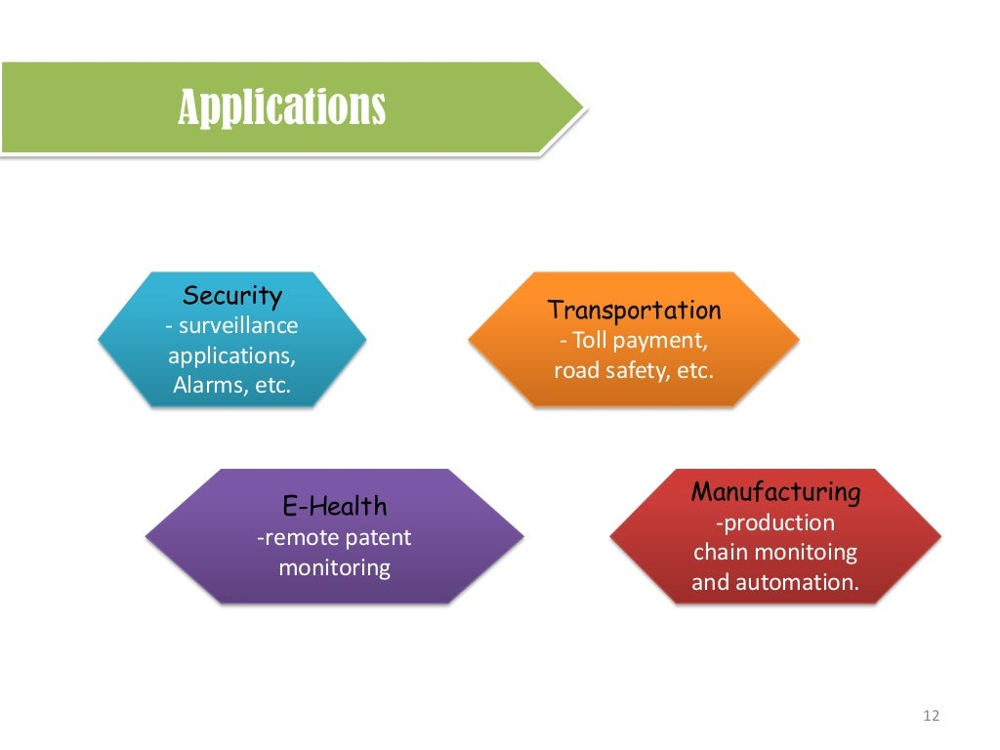 Applications
Security
- surveillance
applications,
Alarms, etc.
Transportation
- Toll payment,
road safety, etc.
E-Health
-remote patent
monitoring
Manufacturing
-production
chain monitoing
and automation.
12